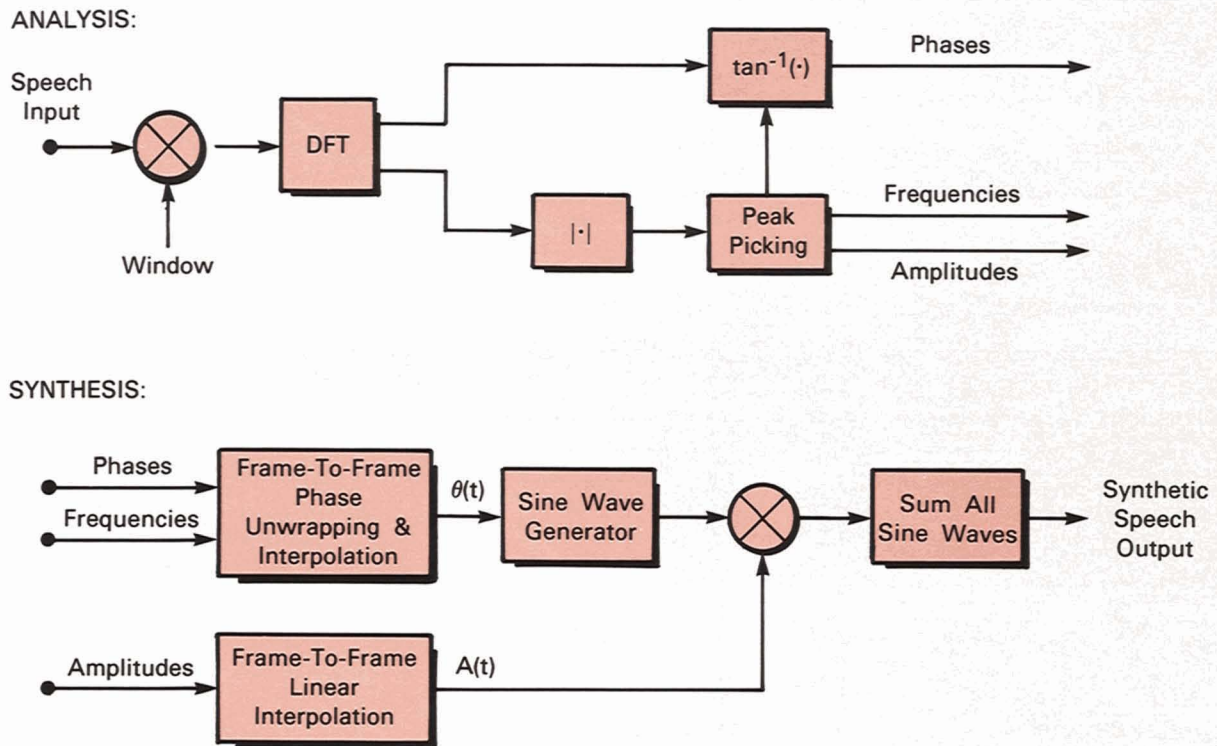 ANALYSIS:
Speech
Input
Window
DFT
tan⁻¹(·)
Phases
|·|
Peak
Picking
Frequencies
Amplitudes
SYNTHESIS:
Phases
Frequencies
Frame-To-Frame
Phase
Unwrapping &
Interpolation
θ(t)
Sine Wave
Generator
Sum All
Sine Waves
Synthetic
Speech
Output
Amplitudes
Frame-To-Frame
Linear
Interpolation
A(t)